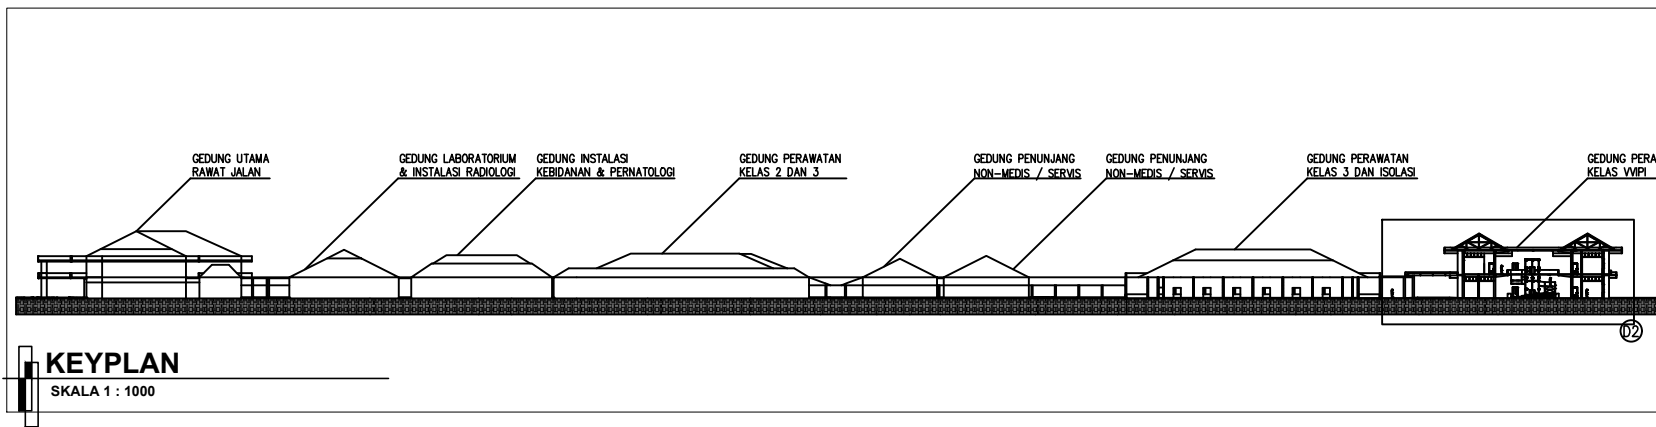 GEDUNG UTAMA
RAWAT JALAN
GEDUNG LABORATORIUM
& INSTALASI RADIOLOGI
GEDUNG INSTALASI
KEBIDANAN & PERNATOLOGI
GEDUNG PERAWATAN
KELAS 2 DAN 3
GEDUNG PENUNJANG
NON-MEDIS / SERVIS
GEDUNG PENUNJANG
NON-MEDIS / SERVIS
GEDUNG PERAWATAN
KELAS 3 DAN ISOLASI
GEDUNG PERA
KELAS VVIPI
D2
KEYPLAN
SKALA 1 : 1000